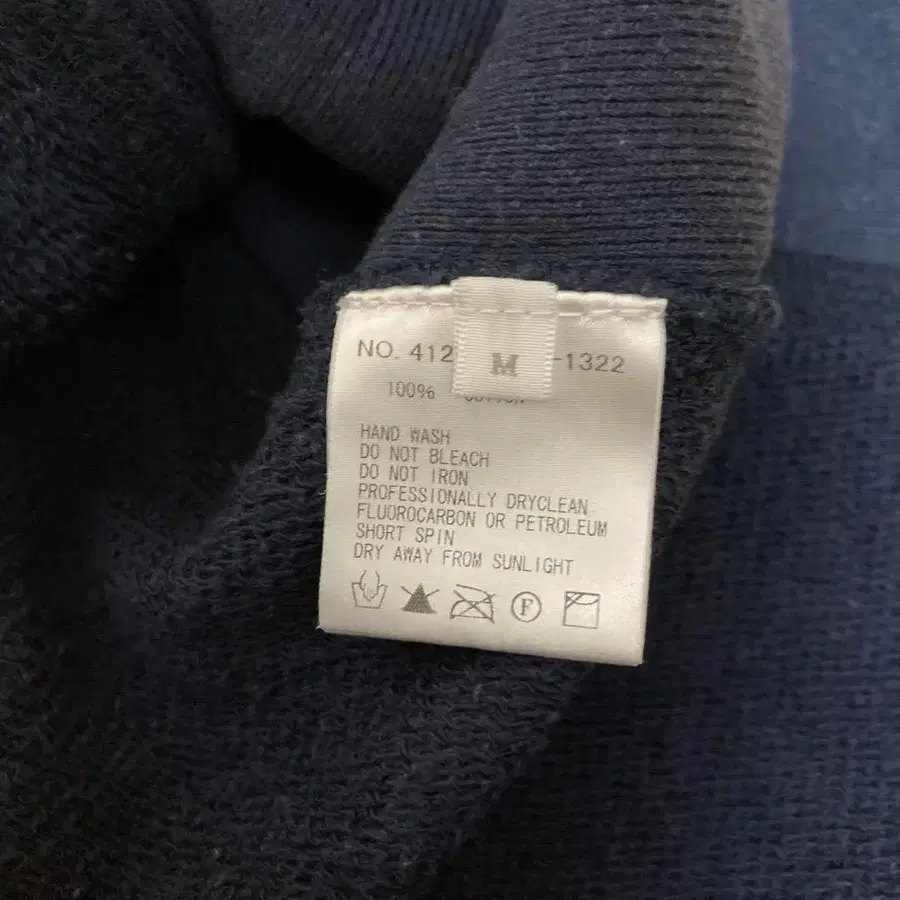 NO. 412 -1322
M
100%
HAND WASH
DO NOT BLEACH
DO NOT IRON
PROFESSIONALLY DRYCLEAN
FLUOROCARBON OR PETROLEUM
SHORT SPIN
DRY AWAY FROM SUNLIGHT
F